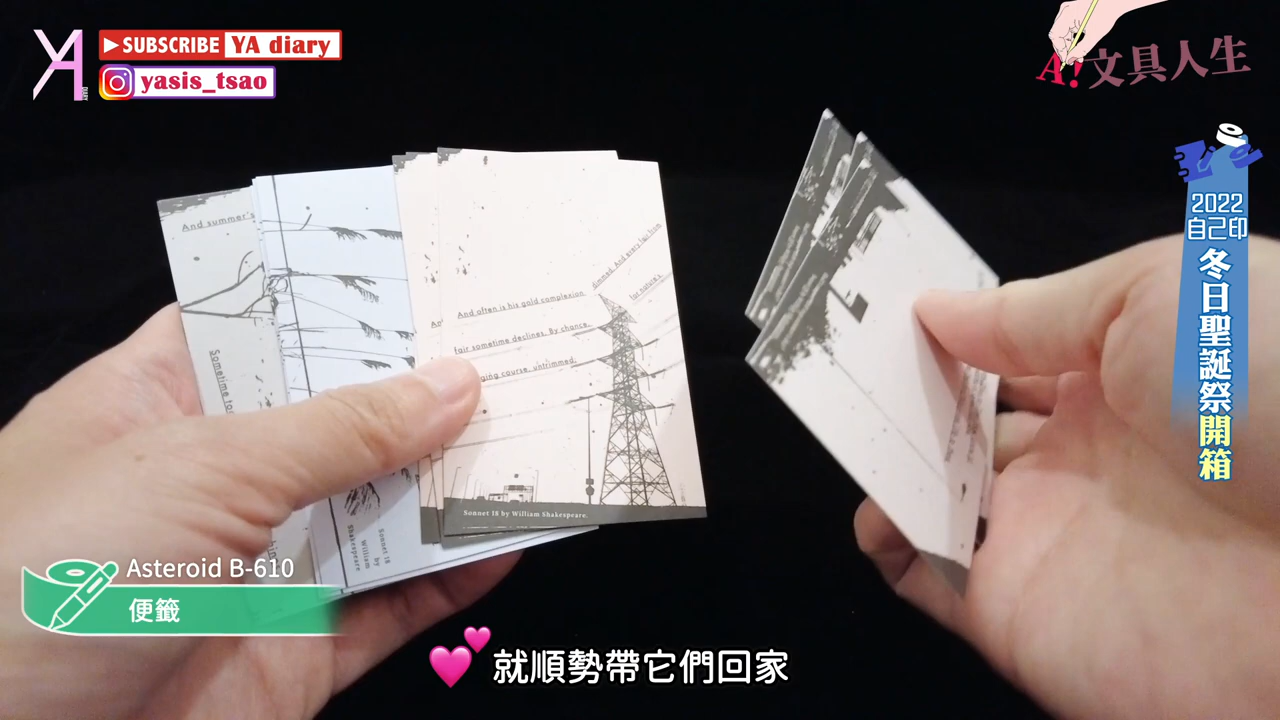 YA
DIARY
SUBSCRIBE YA diary
yasis_tsao
A!文具人生
2022
自己印
冬日聖誕祭開箱
And summer's
Sometime too
dimmed. And every fair from
for nature's
And often is his gold complexion
fair sometime declines. By chance,
ging course, untrimmed.
Sonnet 18 by William Shakespeare.
Sonnet 18
by
William
Shakespeare
Asteroid B-610
便籤
就順勢帶它們回家